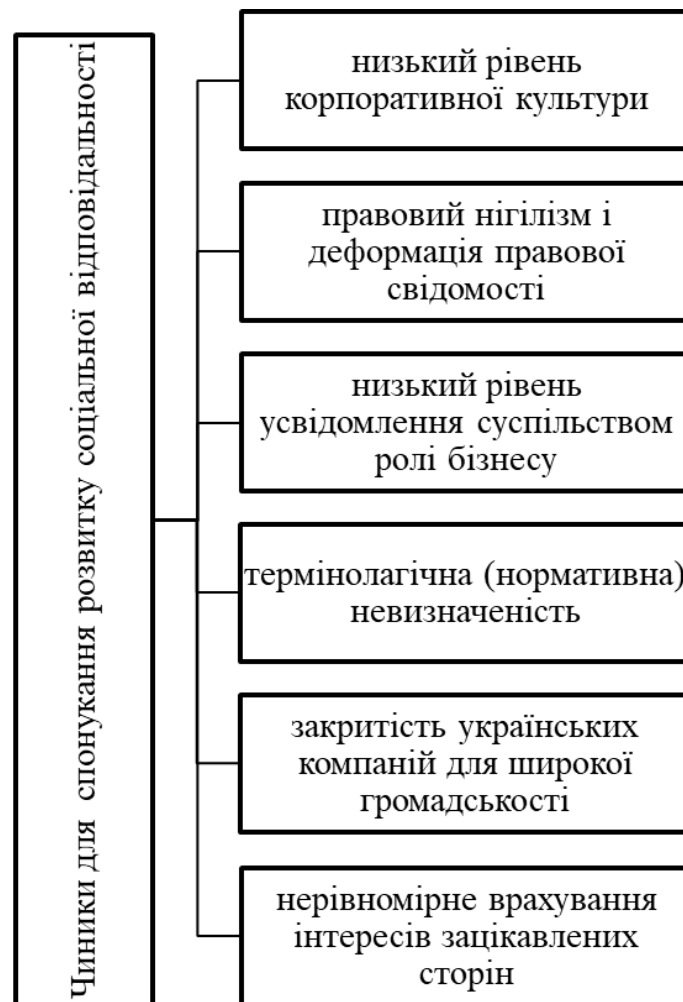 Чиники для спонукання розвитку соціальної відповідальності
низький рівень
корпоративної культури
правовий нігілізм і
деформація правової
свідомості
низький рівень
усвідомлення суспільством
ролі бізнесу
термінолагічна (нормативна)
невизначеність
закритість українських
компаній для широкої
громадськості
нерівномірне врахування
інтересів зацікавлених
сторін